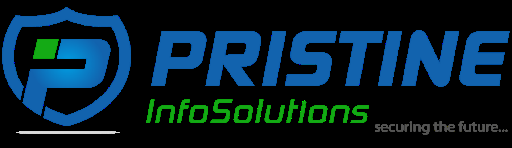 PRISTINE
InfoSolutions
securing the future...